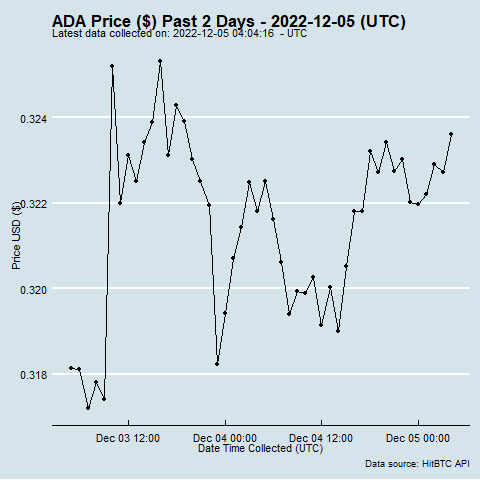 ADA Price ($) Past 2 Days - 2022-12-05 (UTC)
Latest data collected on: 2022-12-05 04:04:16 - UTC
0.324
0.322
0.320
0.318
Price USD ($)
Dec 03 12:00
Dec 04 00:00
Dec 04 12:00
Dec 05 00:00
Date Time Collected (UTC)
Data source: HitBTC API